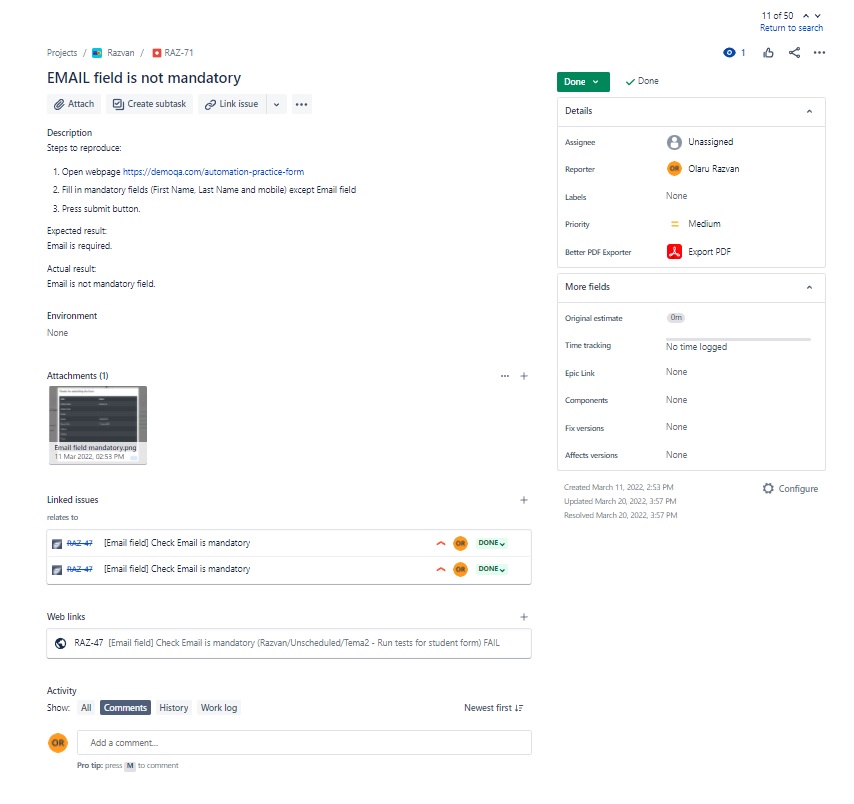 11 of 50
Return to search
Projects / Razvan / RAZ-71
1
EMAIL field is not mandatory
Attach
Create subtask
Link issue
Description
Steps to reproduce:
1. Open webpage https://demoqa.com/automation-practice-form
2. Fill in mandatory fields (First Name, Last Name and mobile) except Email field
3. Press submit button.
Expected result:
Email is required.
Actual result:
Email is not mandatory field.
Environment
None
Attachments (1)
Email field mandatory.png
11 Mar 2022, 02:53 PM
Linked issues
relates to
RAZ-47 [Email field] Check Email is mandatory OR DONE
RAZ-47 [Email field] Check Email is mandatory OR DONE
Web links
RAZ-47 [Email field] Check Email is mandatory (Razvan/Unscheduled/Tema2 - Run tests for student form) FAIL
Activity
Show: All Comments History Work log Newest first
OR Add a comment...
Pro tip: press M to comment
Done
Done
Details
Assignee Unassigned
Reporter OR Olaru Razvan
Labels None
Priority Medium
Better PDF Exporter Export PDF
More fields
Original estimate 0m
Time tracking No time logged
Epic Link None
Components None
Fix versions None
Affects versions None
Created March 11, 2022, 2:53 PM
Updated March 20, 2022, 3:57 PM
Resolved March 20, 2022, 3:57 PM
Configure